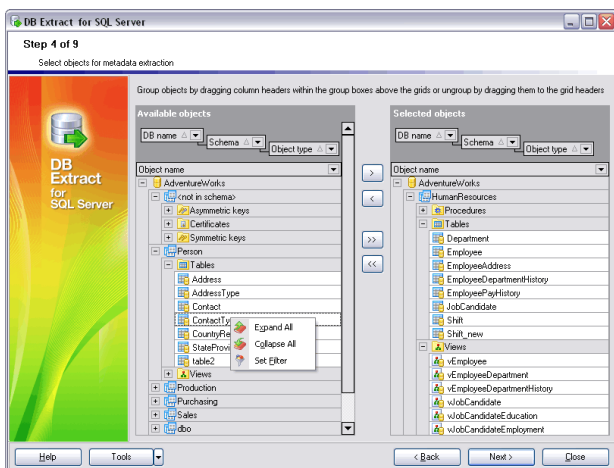 DB Extract for SQL Server
Step 4 of 9
Select objects for metadata extraction
Group objects by dragging column headers within the group boxes above the grids or ungroup by dragging them to the grid headers
DB
Extract
for
SQL Server
Available objects
DB name
Schema
Object type
Object name
AdventureWorks
<not in schema>
Asymmetric keys
Certificates
Symmetric keys
Person
Tables
Address
AddressType
Contact
ContactTy
CountryRe
StateProvi
table2
Views
Production
Purchasing
Sales
dbo
Expand All
Collapse All
Set Filter
>
<
>>
<<
Selected objects
DB name
Schema
Object type
Object name
AdventureWorks
HumanResources
Procedures
Tables
Department
Employee
EmployeeAddress
EmployeeDepartmentHistory
EmployeePayHistory
JobCandidate
Shift
Shift_new
Views
vEmployee
vEmployeeDepartment
vEmployeeDepartmentHistory
vJobCandidate
vJobCandidateEducation
vJobCandidateEmployment
Help
Tools
< Back
Next >
Close